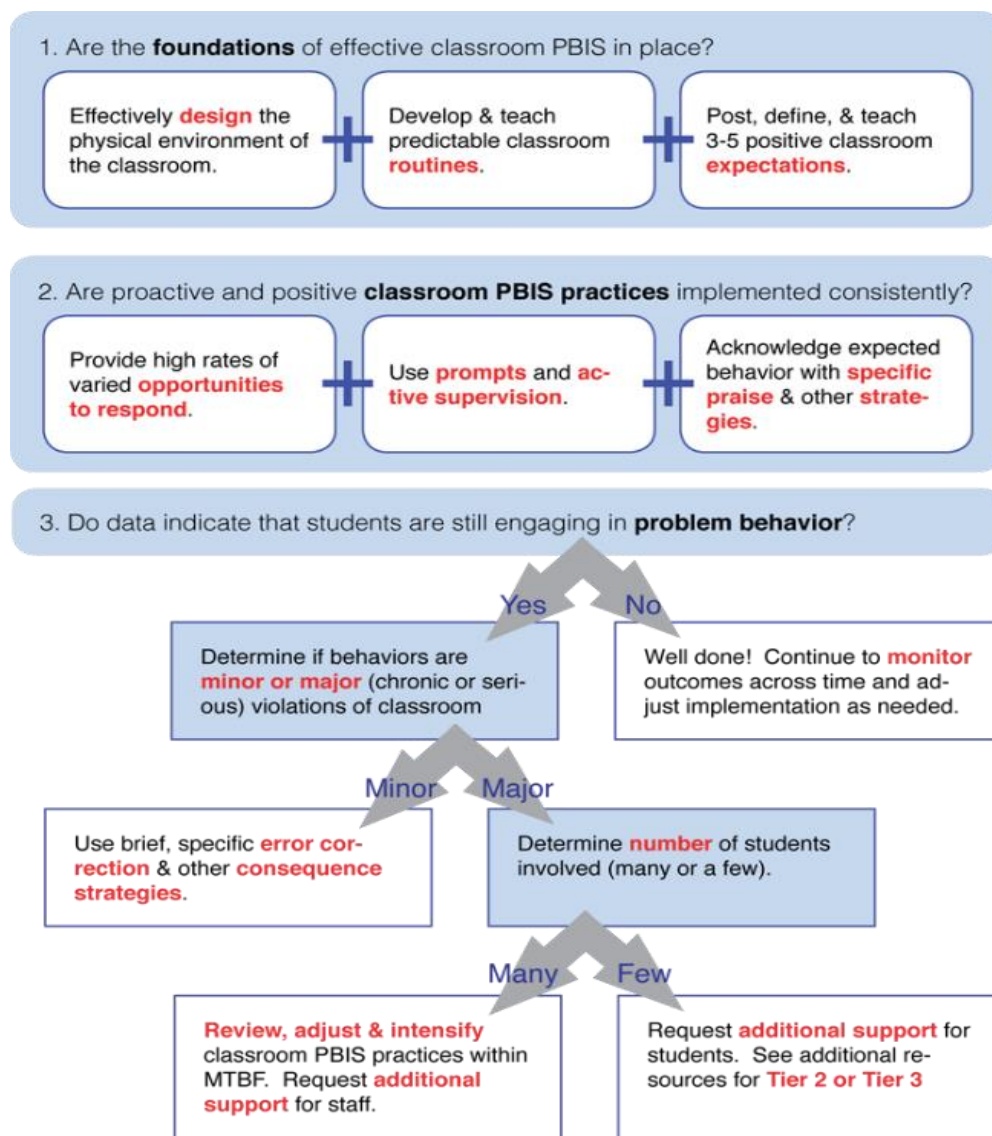 1. Are the foundations of effective classroom PBIS in place?
Effectively design the
physical environment of
the classroom.
Develop & teach
predictable classroom
routines.
Post, define, & teach
3-5 positive classroom
expectations.
2. Are proactive and positive classroom PBIS practices implemented consistently?
Provide high rates of
varied opportunities
to respond.
Use prompts and ac-
tive supervision.
Acknowledge expected
behavior with specific
praise & other strate-
gies.
3. Do data indicate that students are still engaging in problem behavior?
Yes
No
Determine if behaviors are
minor or major (chronic or seri-
ous) violations of classroom
Well done! Continue to monitor
outcomes across time and ad-
just implementation as needed.
Minor
Major
Use brief, specific error cor-
rection & other consequence
strategies.
Determine number of students
involved (many or a few).
Many
Few
Review, adjust & intensify
classroom PBIS practices within
MTBF. Request additional
support for staff.
Request additional support for
students. See additional re-
sources for Tier 2 or Tier 3